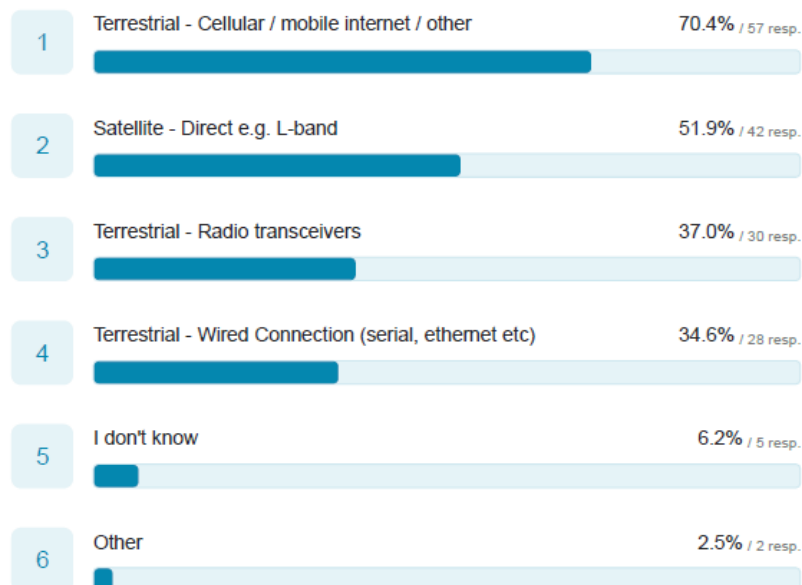 1
Terrestrial - Cellular / mobile internet / other 70.4% / 57 resp.
2
Satellite - Direct e.g. L-band 51.9% / 42 resp.
3
Terrestrial - Radio transceivers 37.0% / 30 resp.
4
Terrestrial - Wired Connection (serial, ethernet etc) 34.6% / 28 resp.
5
I don't know 6.2% / 5 resp.
6
Other 2.5% / 2 resp.